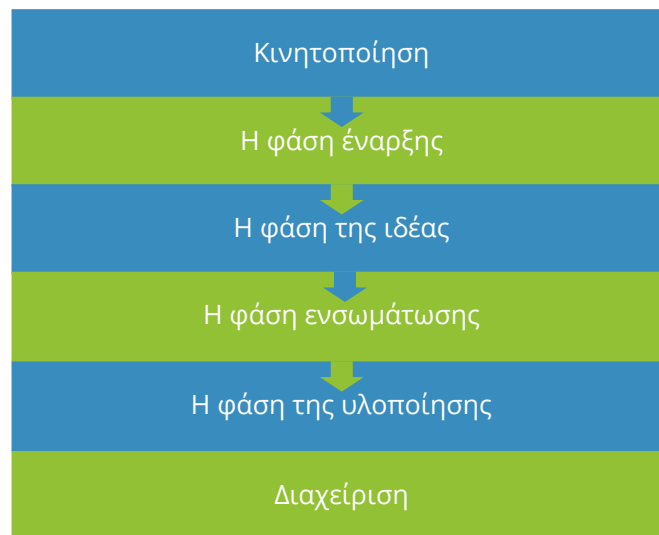 Κινητοποίηση
Η φάση έναρξης
Η φάση της ιδέας
Η φάση ενσωμάτωσης
Η φάση της υλοποίησης
Διαχείριση